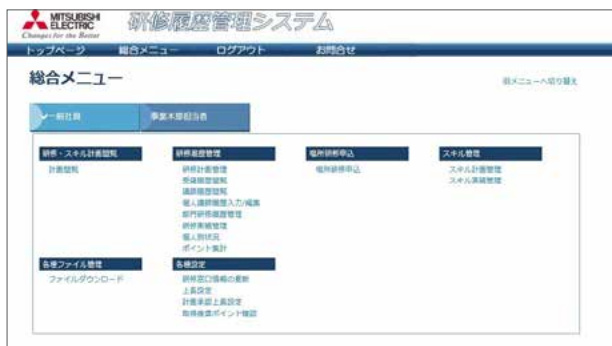 MITSUBISHI
ELECTRIC
Changes for the Better
研修履歴管理システム
トップページ 総合メニュー ログアウト お問合せ
総合メニュー
旧メニューへ切り替え
一般社員 事業本部担当者
研修・スキル計画閲覧 研修履歴管理 場所研修申込 スキル管理
計画閲覧 研修計画管理 場所研修申込 スキル計画管理
受講履歴閲覧 スキル実績管理
講師履歴閲覧
個人講師履歴入力/編集
部門研修履歴管理
研修実績管理
個人別状況
ポイント集計
各種ファイル管理 各種設定
ファイルダウンロード 研修窓口情報の更新
上長設定
計画承認上長設定
取得産業ポイント確認